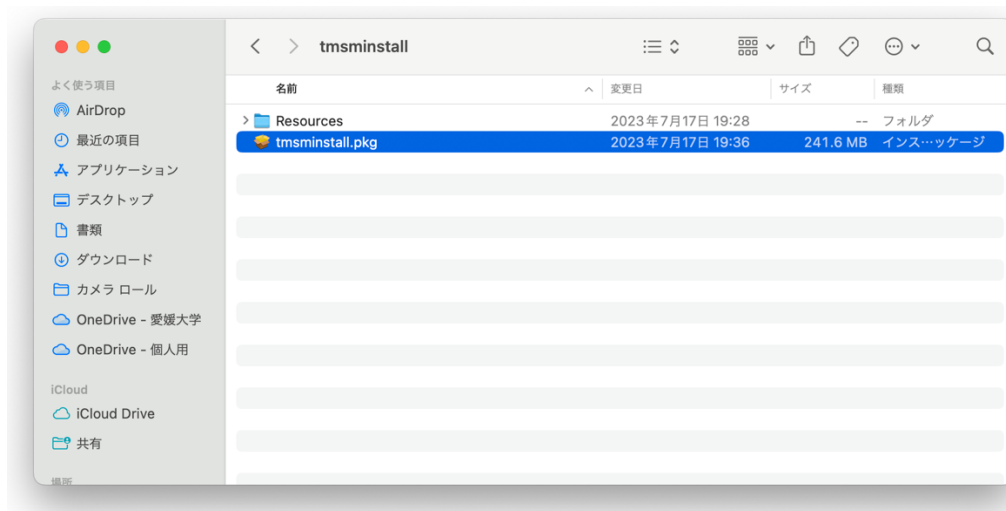 tmsminstall
よく使う項目
AirDrop
最近の項目
アプリケーション
デスクトップ
書類
ダウンロード
カメラ ロール
OneDrive - 愛媛大学
OneDrive - 個人用
iCloud
iCloud Drive
共有
場所
名前 変更日 サイズ 種類
Resources 2023年7月17日 19:28 -- フォルダ
tmsminstall.pkg 2023年7月17日 19:36 241.6 MB インス…ッケージ